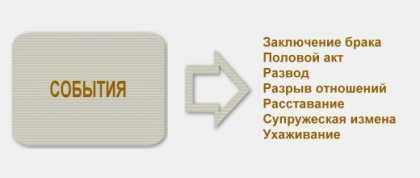 СОБЫТИЯ
Заключение брака
Половой акт
Развод
Разрыв отношений
Расставание
Супружеская измена
Ухаживание